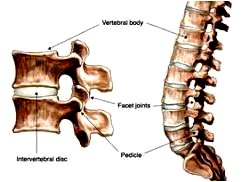 Vertebral body
Facet joints
Pedicle
Intervertebral disc